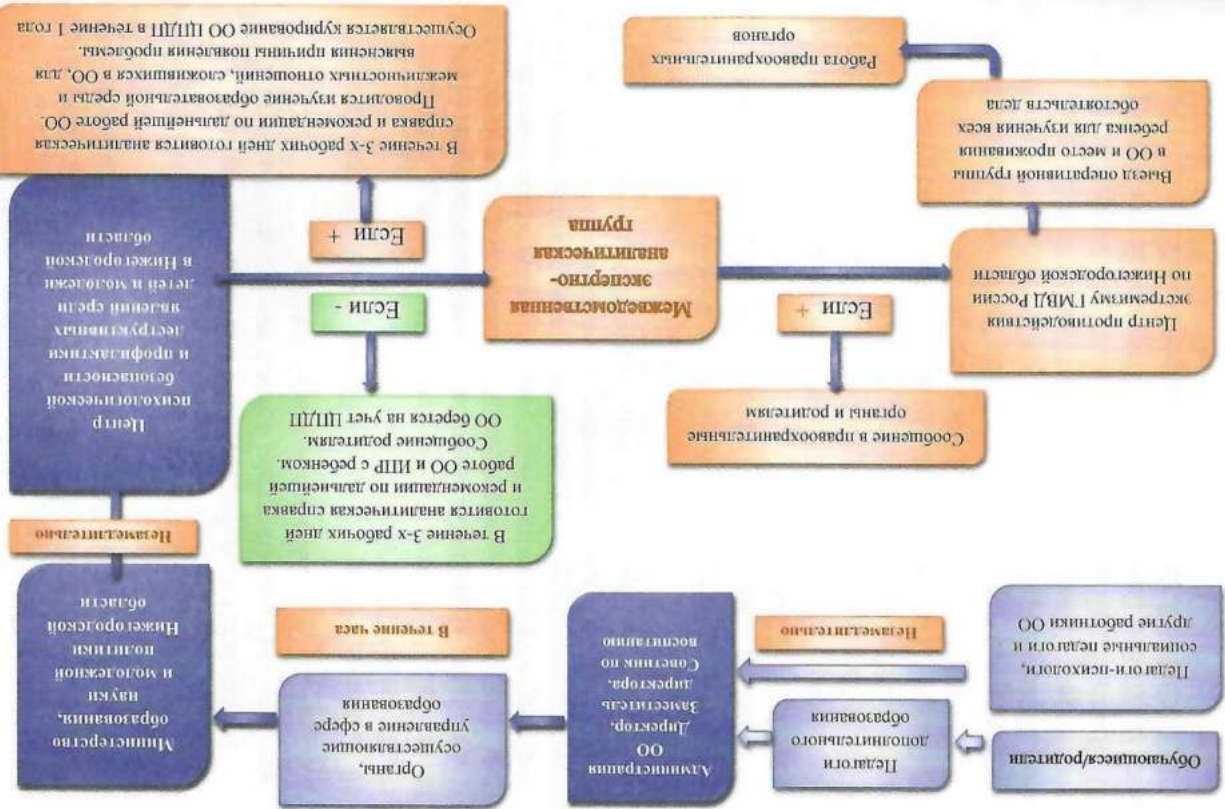 Обучающиеся/родители
Педагоги
дополнительного
образования
Педагоги-психологи,
социальные педагоги и
другие работники ОО
Незамедлительно
Администрация
ОО
Директор,
Заместитель
директора,
Советник по
воспитанию
Органы,
осуществляющие
управление в сфере
образования
В течение часа
Министерство
образования,
науки
и молодежной
политики
Нижегородской
области
Незамедлительно
Центр
психологической
безопасности
и профилактики
деструктивных
явлений среди
детей и молодежи
в Нижегородской
области
В течение 3-х рабочих дней
готовится аналитическая справка
и рекомендации по дальнейшей
работе ОО и ИПР с ребенком.
Сообщение родителям.
ОО берется на учет ЦПДП
Если -
Если +
Межведомственная
экспертно-
аналитическая
группа
Сообщение в правоохранительные
органы и родителям
Если +
Центр противодействия
экстремизму ГМВД России
по Нижегородской области
Выезд оперативной группы
в ОО и место проживания
ребенка для изучения всех
обстоятельств дела
Работа правоохранительных
органов
В течение 3-х рабочих дней готовится аналитическая
справка и рекомендации по дальнейшей работе ОО.
Проводится изучение образовательной среды и
межличностных отношений, сложившихся в ОО, для
выяснения причины появления проблемы.
Осуществляется курирование ОО ЦПДП в течение 1 года